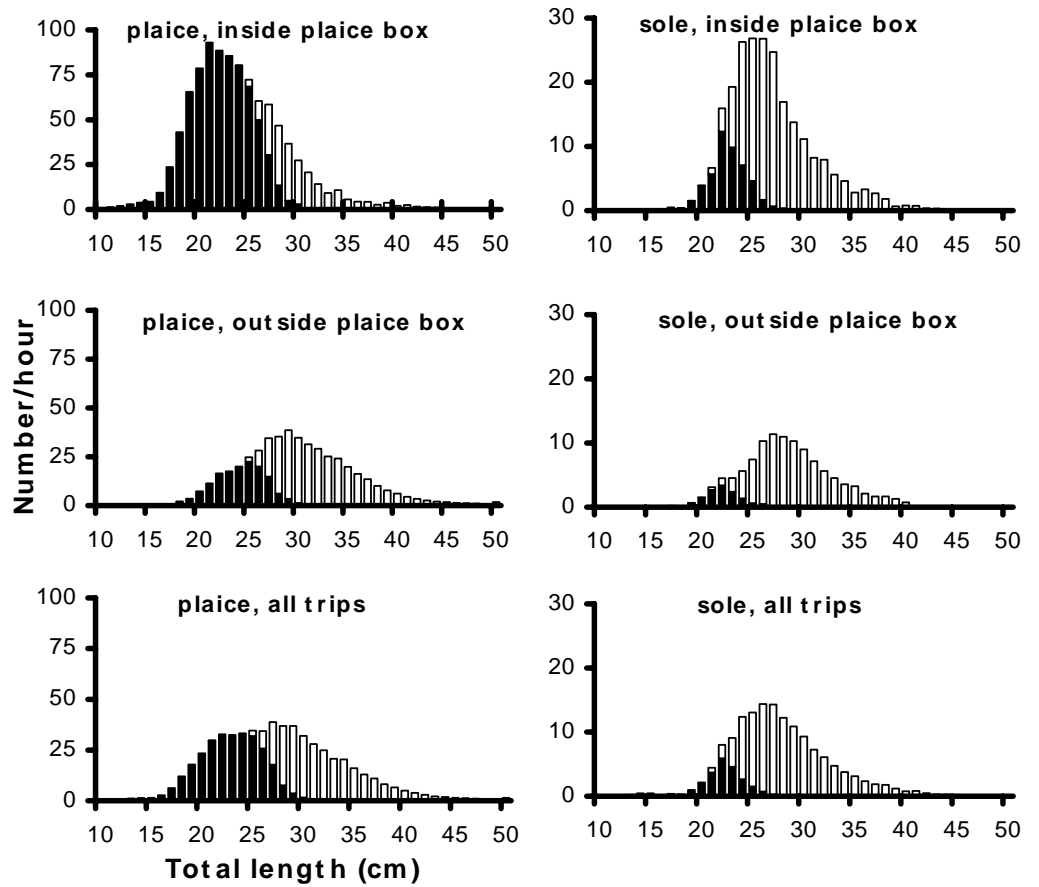 plaice, inside plaice box
100
75
50
25
0
10 15 20 25 30 35 40 45 50
sole, inside plaice box
30
20
10
0
10 15 20 25 30 35 40 45 50
plaice, outside plaice box
100
75
50
25
0
10 15 20 25 30 35 40 45 50
Number/hour
sole, outside plaice box
30
20
10
0
10 15 20 25 30 35 40 45 50
plaice, all trips
100
75
50
25
0
10 15 20 25 30 35 40 45 50
Total length (cm)
sole, all trips
30
20
10
0
10 15 20 25 30 35 40 45 50